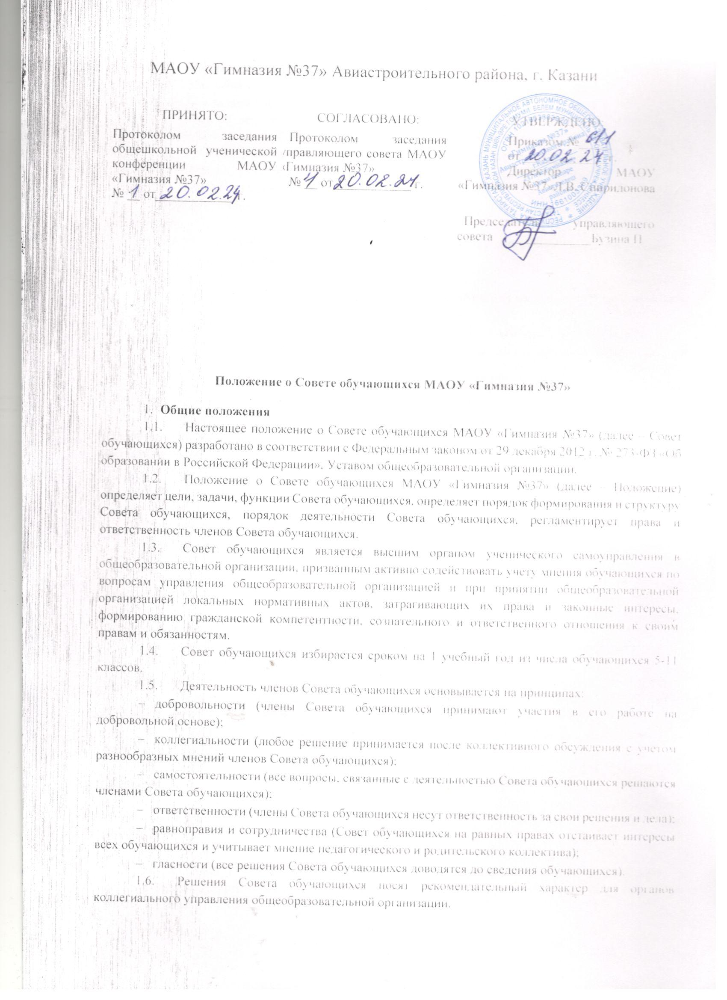 МАОУ «Гимназия №37» Авиастроительного района, г. Казани
ПРИНЯТО:
Протоколом заседания
общешкольной ученической
конференции МАОУ
«Гимназия №37»
№ 1 от 20.02.24г.
СОГЛАСОВАНО:
Протоколом заседания
правляющего совета МАОУ
«Гимназия №37»
№ 1 от 20.02.24 г.
УТВЕРЖДЕНО
Приказом №
от 20.02.24 г.
Директор МАОУ
«Гимназия №37» Л.В. Спиридонова
Председатель управляющего
совета Бузина П
Положение о Совете обучающихся МАОУ «Гимназия №37»
1. Общие положения
1.1. Настоящее положение о Совете обучающихся МАОУ «Гимназия №37» (далее – Совет
обучающихся) разработано в соответствии с Федеральным законом от 29 декабря 2012 г. № 273-ФЗ «Об
образовании в Российской Федерации», Уставом общеобразовательной организации.
1.2. Положение о Совете обучающихся МАОУ «Гимназия №37» (далее – Положение)
определяет цели, задачи, функции Совета обучающихся, определяет порядок формирования и структуру
Совета обучающихся, порядок деятельности Совета обучающихся, регламентирует права и
ответственность членов Совета обучающихся.
1.3. Совет обучающихся является высшим органом ученического самоуправления в
общеобразовательной организации, призванным активно содействовать учету мнения обучающихся по
вопросам управления общеобразовательной организацией и при принятии общеобразовательной
организацией локальных нормативных актов, затрагивающих их права и законные интересы,
формированию гражданской компетентности, сознательного и ответственного отношения к своим
правам и обязанностям.
1.4. Совет обучающихся избирается сроком на 1 учебный год из числа обучающихся 5-11
классов.
1.5. Деятельность членов Совета обучающихся основывается на принципах:
– добровольности (члены Совета обучающихся принимают участия в его работе на
добровольной основе);
– коллегиальности (любое решение принимается после коллективного обсуждения с учетом
разнообразных мнений членов Совета обучающихся);
– самостоятельности (все вопросы, связанные с деятельностью Совета обучающихся решаются
членами Совета обучающихся);
– ответственности (члены Совета обучающихся несут ответственность за свои решения и дела);
– равноправия и сотрудничества (Совет обучающихся на равных правах отстаивает интересы
всех обучающихся и учитывает мнение педагогического и родительского коллектива);
– гласности (все решения Совета обучающихся доводятся до сведения обучающихся).
1.6. Решения Совета обучающихся носят рекомендательный характер для органов
коллегиального управления общеобразовательной организации.